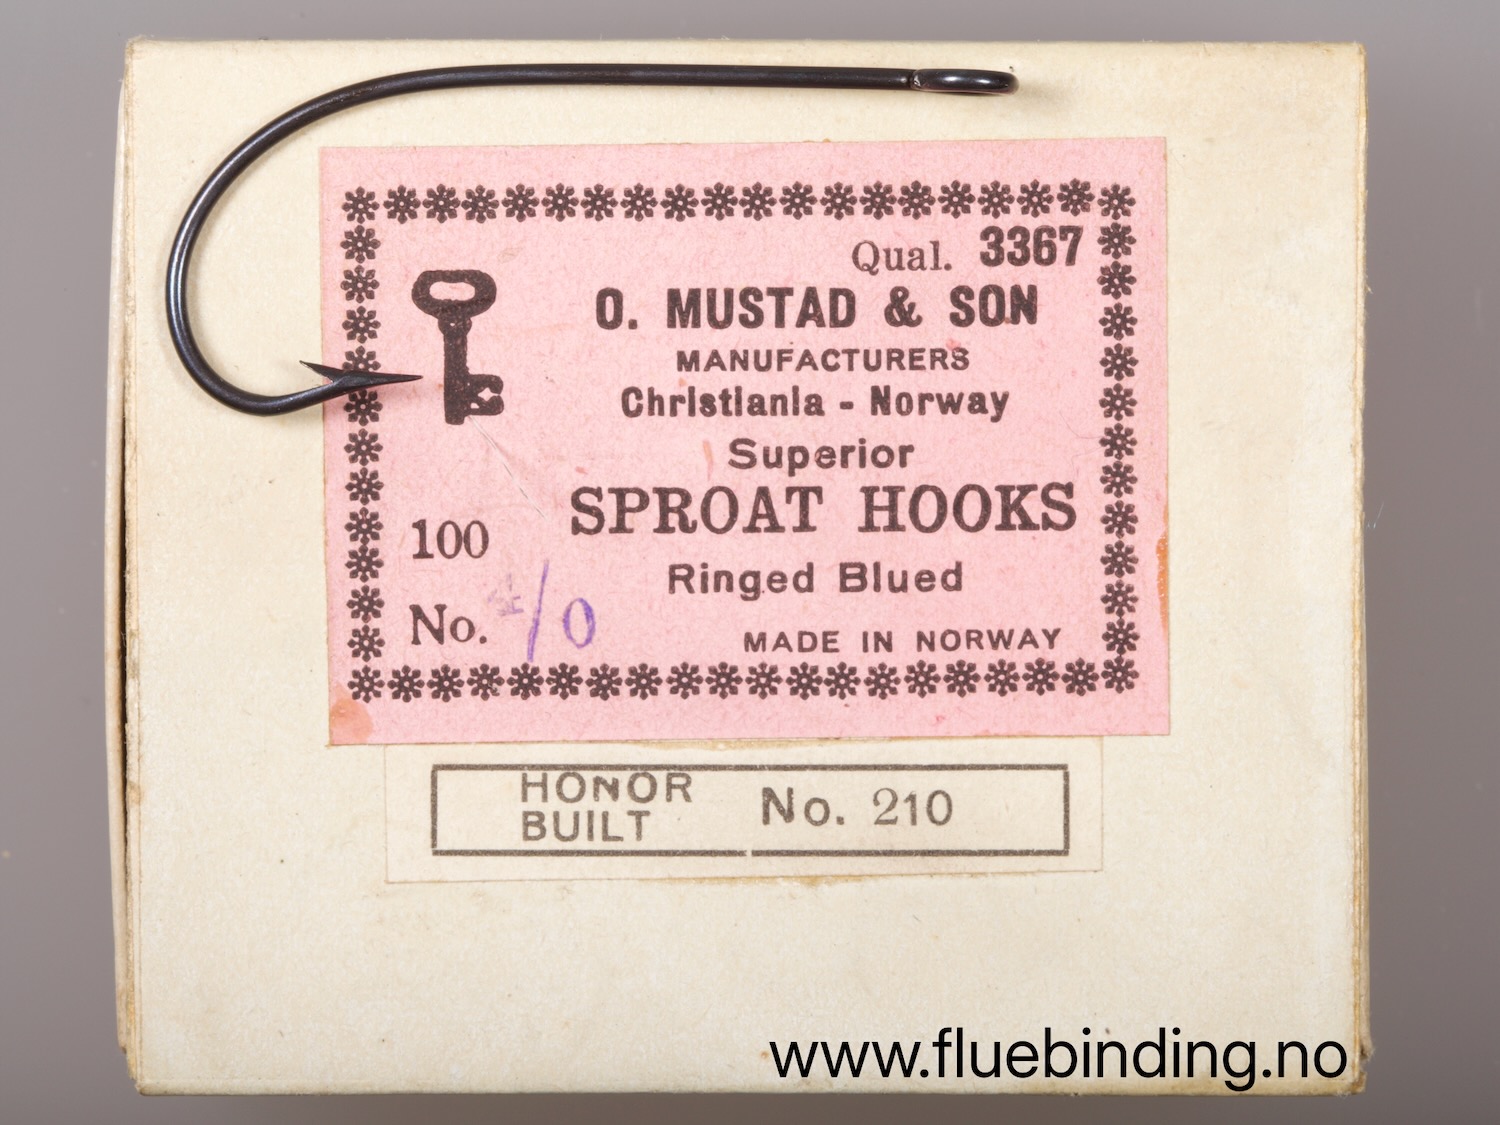 Qual. 3367
O. MUSTAD & SON
MANUFACTURERS
Christiania - Norway
Superior
SPROAT HOOKS
Ringed Blued
100
No. /0
MADE IN NORWAY
HONOR
BUILT
No. 210
www.fluebinding.no